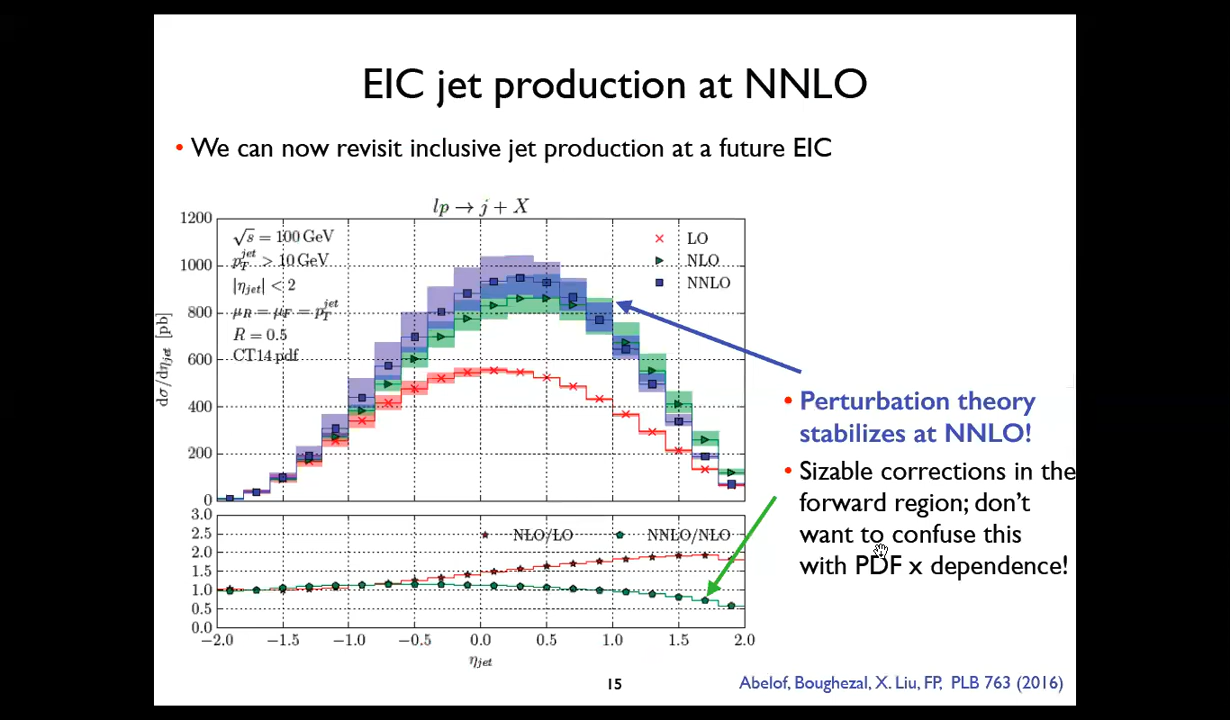 EIC jet production at NNLO
• We can now revisit inclusive jet production at a future EIC
lp → j + X
1200
1000
800
600
400
200
0
dσ/dη_jet [pb]
√s = 100 GeV
p_T^jet > 10 GeV
|η_jet| < 2
μ_R = μ_F = p_T^jet
R = 0.5
CT14 pdf
LO
NLO
NNLO
• Perturbation theory
stabilizes at NNLO!
• Sizable corrections in the
forward region; don't
want to confuse this
with PDF x dependence!
3.0
2.5
2.0
1.5
1.0
0.5
0.0
NLO/LO
NNLO/NLO
−2.0 −1.5 −1.0 −0.5 0.0 0.5 1.0 1.5 2.0
η_jet
15
Abelof, Boughezal, X. Liu, FP, PLB 763 (2016)